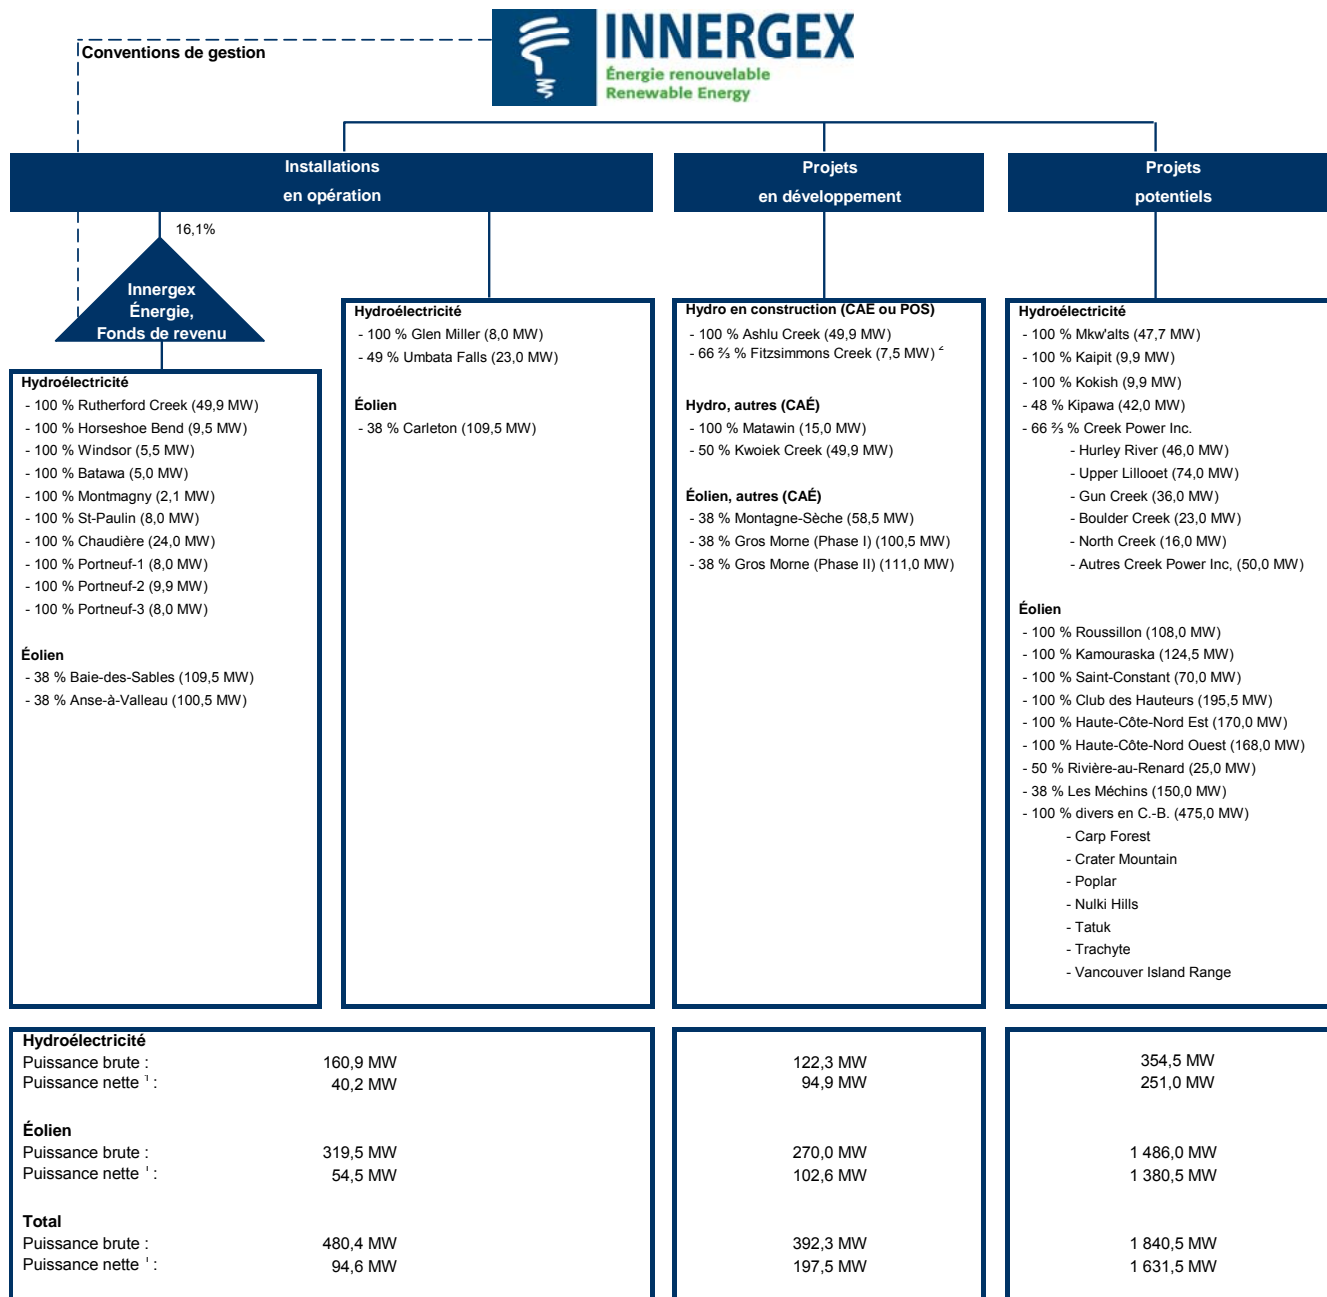 Conventions de gestion
INNERGEX
Énergie renouvelable
Renewable Energy
Installations
en opération
Projets
en développement
Projets
potentiels
16,1%
Innergex
Énergie,
Fonds de revenu
Hydroélectricité
- 100 % Rutherford Creek (49,9 MW)
- 100 % Horseshoe Bend (9,5 MW)
- 100 % Windsor (5,5 MW)
- 100 % Batawa (5,0 MW)
- 100 % Montmagny (2,1 MW)
- 100 % St-Paulin (8,0 MW)
- 100 % Chaudière (24,0 MW)
- 100 % Portneuf-1 (8,0 MW)
- 100 % Portneuf-2 (9,9 MW)
- 100 % Portneuf-3 (8,0 MW)
Éolien
- 38 % Baie-des-Sables (109,5 MW)
- 38 % Anse-à-Valleau (100,5 MW)
Hydroélectricité
- 100 % Glen Miller (8,0 MW)
- 49 % Umbata Falls (23,0 MW)
Éolien
- 38 % Carleton (109,5 MW)
Hydro en construction (CAE ou POS)
- 100 % Ashlu Creek (49,9 MW)
- 66 ⅔ % Fitzsimmons Creek (7,5 MW) ²
Hydro, autres (CAÉ)
- 100 % Matawin (15,0 MW)
- 50 % Kwoiek Creek (49,9 MW)
Éolien, autres (CAÉ)
- 38 % Montagne-Sèche (58,5 MW)
- 38 % Gros Morne (Phase I) (100,5 MW)
- 38 % Gros Morne (Phase II) (111,0 MW)
Hydroélectricité
- 100 % Mkw'alts (47,7 MW)
- 100 % Kaipit (9,9 MW)
- 100 % Kokish (9,9 MW)
- 48 % Kipawa (42,0 MW)
- 66 ⅔ % Creek Power Inc.
- Hurley River (46,0 MW)
- Upper Lillooet (74,0 MW)
- Gun Creek (36,0 MW)
- Boulder Creek (23,0 MW)
- North Creek (16,0 MW)
- Autres Creek Power Inc, (50,0 MW)
Éolien
- 100 % Roussillon (108,0 MW)
- 100 % Kamouraska (124,5 MW)
- 100 % Saint-Constant (70,0 MW)
- 100 % Club des Hauteurs (195,5 MW)
- 100 % Haute-Côte-Nord Est (170,0 MW)
- 100 % Haute-Côte-Nord Ouest (168,0 MW)
- 50 % Rivière-au-Renard (25,0 MW)
- 38 % Les Méchins (150,0 MW)
- 100 % divers en C.-B. (475,0 MW)
- Carp Forest
- Crater Mountain
- Poplar
- Nulki Hills
- Tatuk
- Trachyte
- Vancouver Island Range
Hydroélectricité
Puissance brute : 160,9 MW 122,3 MW 354,5 MW
Puissance nette ¹ : 40,2 MW 94,9 MW 251,0 MW
Éolien
Puissance brute : 319,5 MW 270,0 MW 1 486,0 MW
Puissance nette ¹ : 54,5 MW 102,6 MW 1 380,5 MW
Total
Puissance brute : 480,4 MW 392,3 MW 1 840,5 MW
Puissance nette ¹ : 94,6 MW 197,5 MW 1 631,5 MW